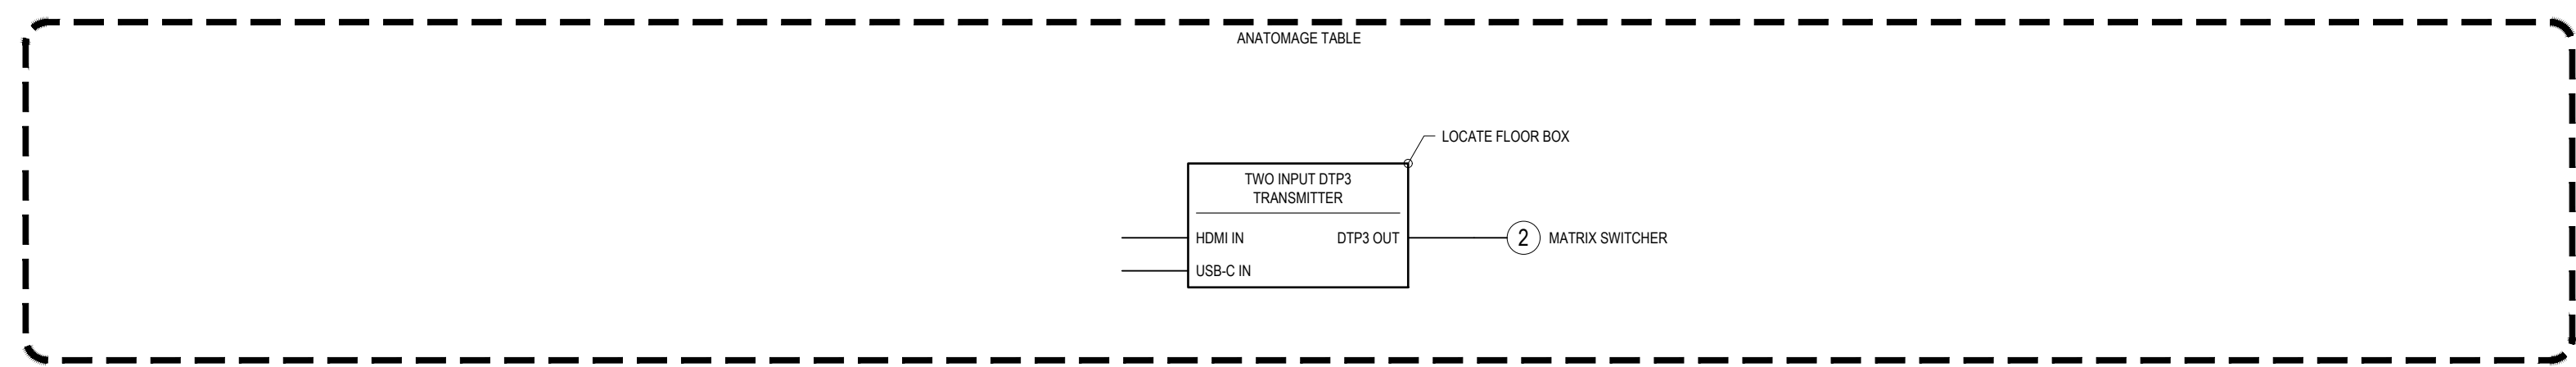 ANATOMAGE TABLE
LOCATE FLOOR BOX
TWO INPUT DTP3
TRANSMITTER
HDMI IN
DTP3 OUT
2
MATRIX SWITCHER
USB-C IN